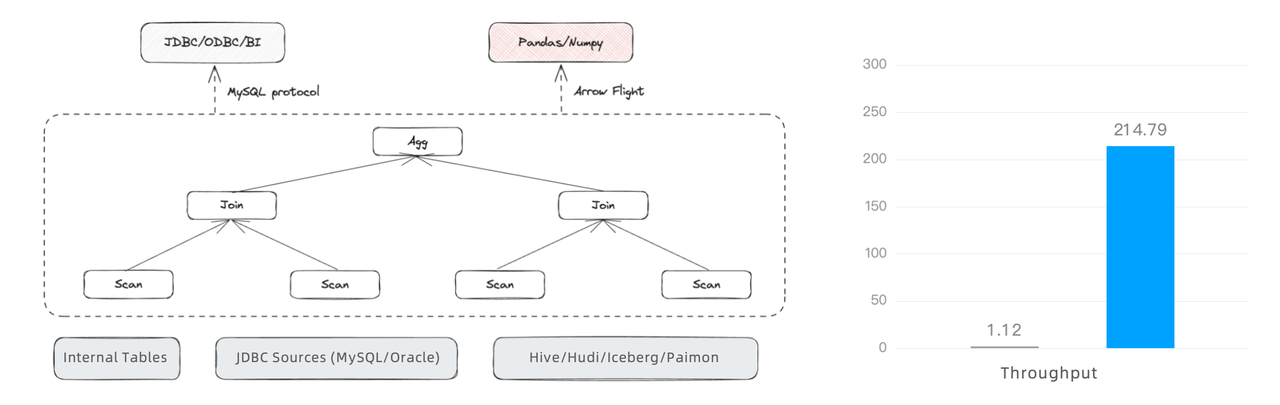 JDBC/ODBC/BI
Pandas/Numpy
MySQL protocol
Arrow Flight
Agg
Join
Join
Scan
Scan
Scan
Scan
Internal Tables
JDBC Sources (MySQL/Oracle)
Hive/Hudi/Iceberg/Paimon
300
250
200
150
100
50
0
214.79
1.12
Throughput